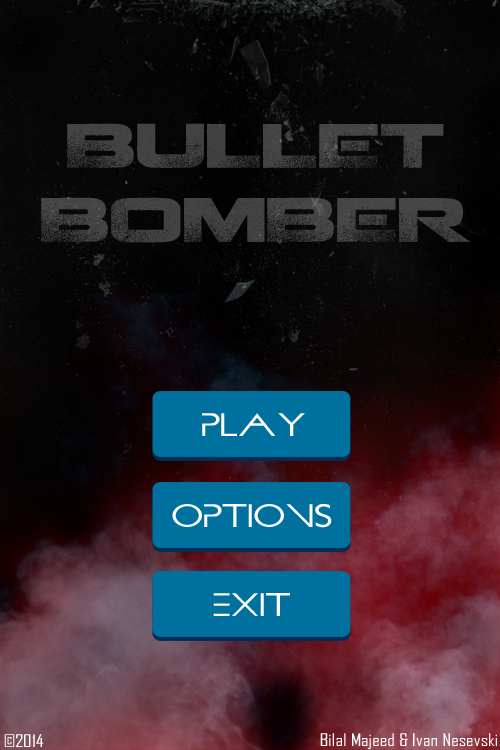 BULLET
BOMBER
PLAY
OPTIONS
EXIT
©2014
Bilal Majeed & Ivan Nesevski